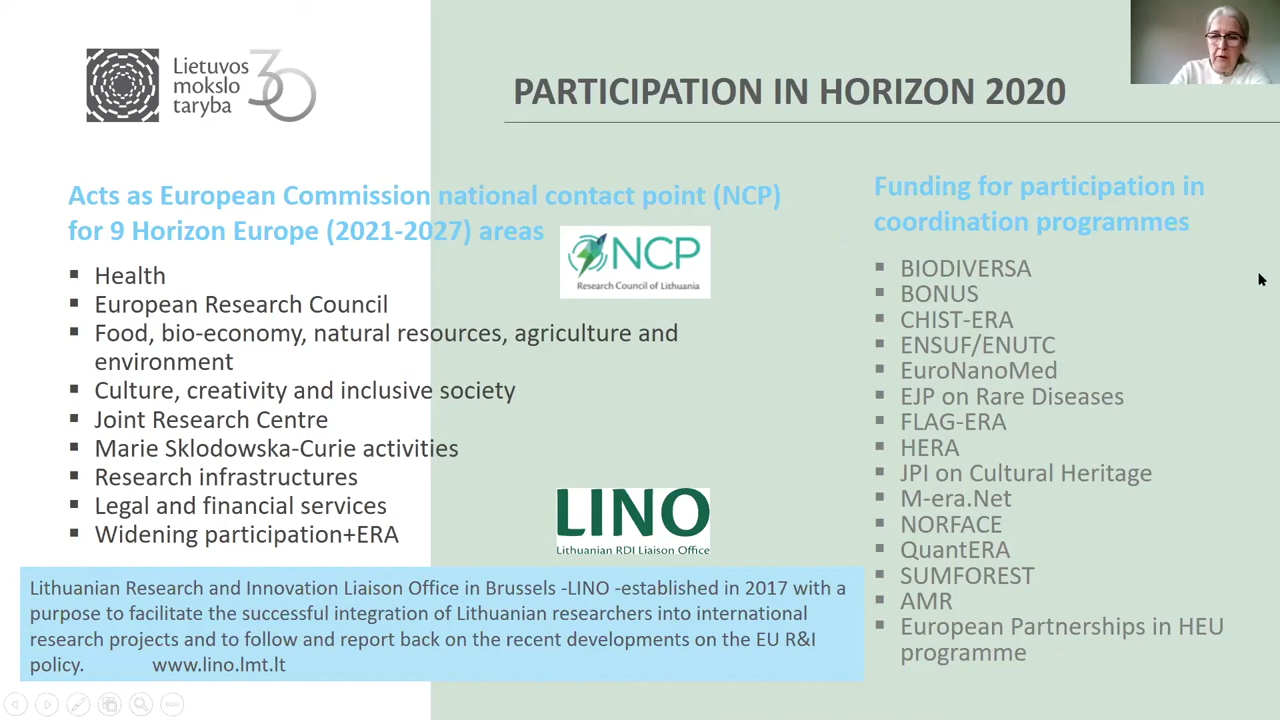 Lietuvos
mokslo
taryba
30
PARTICIPATION IN HORIZON 2020
Acts as European Commission national contact point (NCP)
for 9 Horizon Europe (2021-2027) areas
NCP
Research Council of Lithuania
▪ Health
▪ European Research Council
▪ Food, bio-economy, natural resources, agriculture and
environment
▪ Culture, creativity and inclusive society
▪ Joint Research Centre
▪ Marie Sklodowska-Curie activities
▪ Research infrastructures
▪ Legal and financial services
▪ Widening participation+ERA
LINO
Lithuanian RDI Liaison Office
Lithuanian Research and Innovation Liaison Office in Brussels -LINO -established in 2017 with a
purpose to facilitate the successful integration of Lithuanian researchers into international
research projects and to follow and report back on the recent developments on the EU R&I
policy. www.lino.lmt.lt
Funding for participation in
coordination programmes
▪ BIODIVERSA
▪ BONUS
▪ CHIST-ERA
▪ ENSUF/ENUTC
▪ EuroNanoMed
▪ EJP on Rare Diseases
▪ FLAG-ERA
▪ HERA
▪ JPI on Cultural Heritage
▪ M-era.Net
▪ NORFACE
▪ QuantERA
▪ SUMFOREST
▪ AMR
▪ European Partnerships in HEU
programme